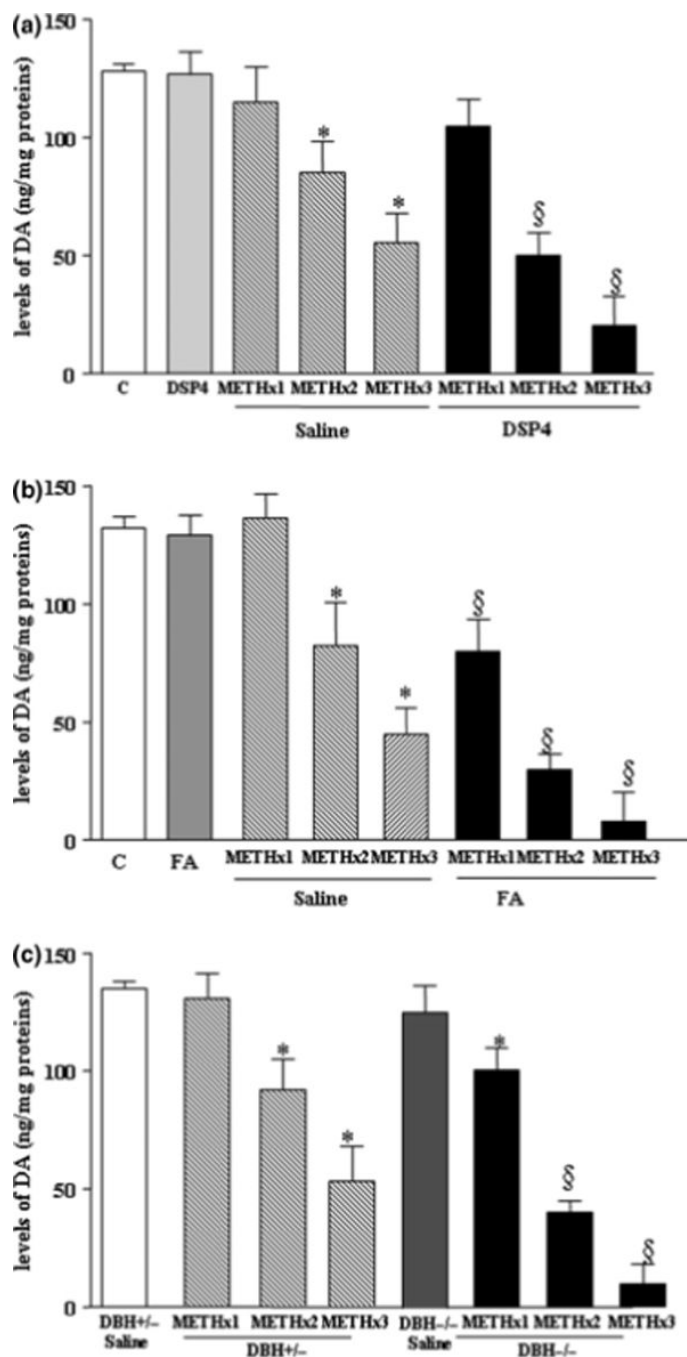 (a)
150
100
50
0
levels of DA (ng/mg proteins)
* * § §
C DSP4 METHx1 METHx2 METHx3 METHx1 METHx2 METHx3
Saline DSP4
(b)
150
100
50
0
levels of DA (ng/mg proteins)
* * § § §
C FA METHx1 METHx2 METHx3 METHx1 METHx2 METHx3
Saline FA
(c)
150
100
50
0
levels of DA (ng/mg proteins)
* * * § §
DBH+/– METHx1 METHx2 METHx3 DBH–/– METHx1 METHx2 METHx3
Saline DBH+/– Saline DBH–/–